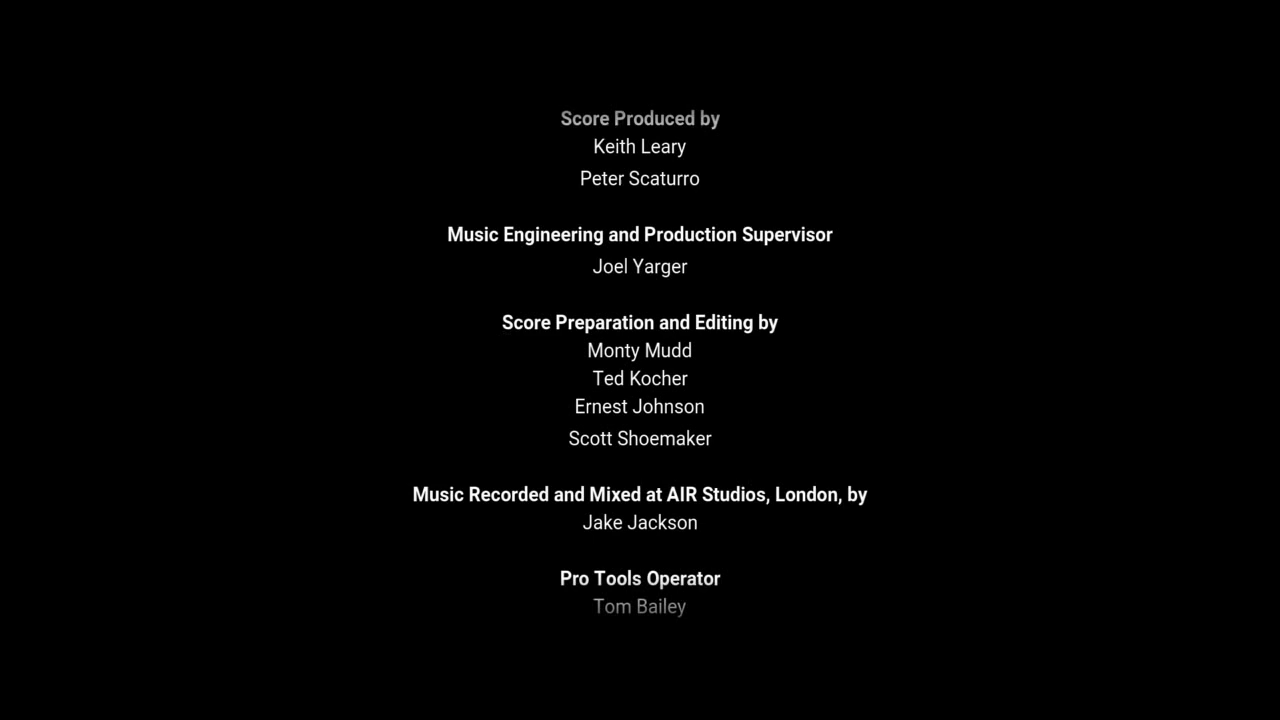 Score Produced by
Keith Leary
Peter Scaturro
Music Engineering and Production Supervisor
Joel Yarger
Score Preparation and Editing by
Monty Mudd
Ted Kocher
Ernest Johnson
Scott Shoemaker
Music Recorded and Mixed at AIR Studios, London, by
Jake Jackson
Pro Tools Operator
Tom Bailey